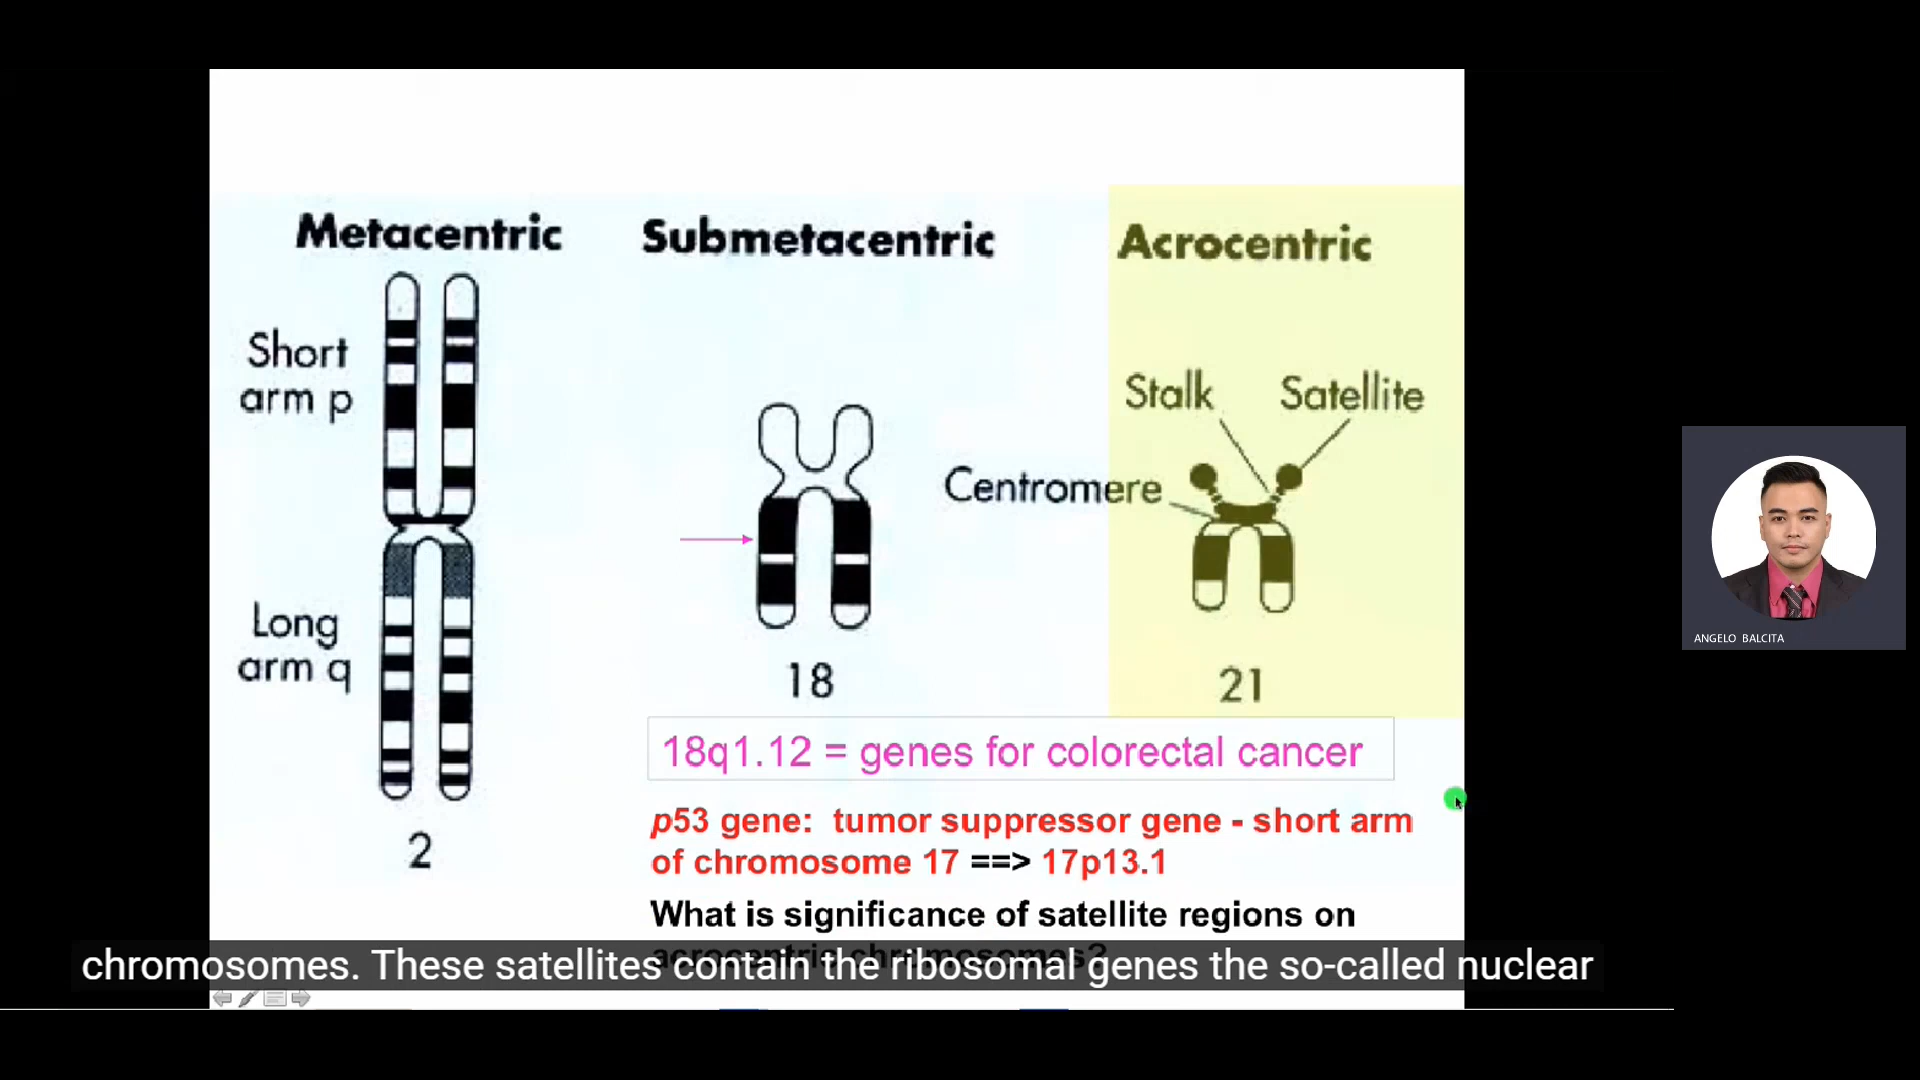 Metacentric
Submetacentric
Acrocentric
Short
arm p
Stalk
Satellite
Centromere
Long
arm q
18
21
2
18q1.12 = genes for colorectal cancer
p53 gene: tumor suppressor gene - short arm
of chromosome 17 ==> 17p13.1
What is significance of satellite regions on
acrocentric chromosomes?
chromosomes. These satellites contain the ribosomal genes the so-called nuclear
ANGELO BALCITA